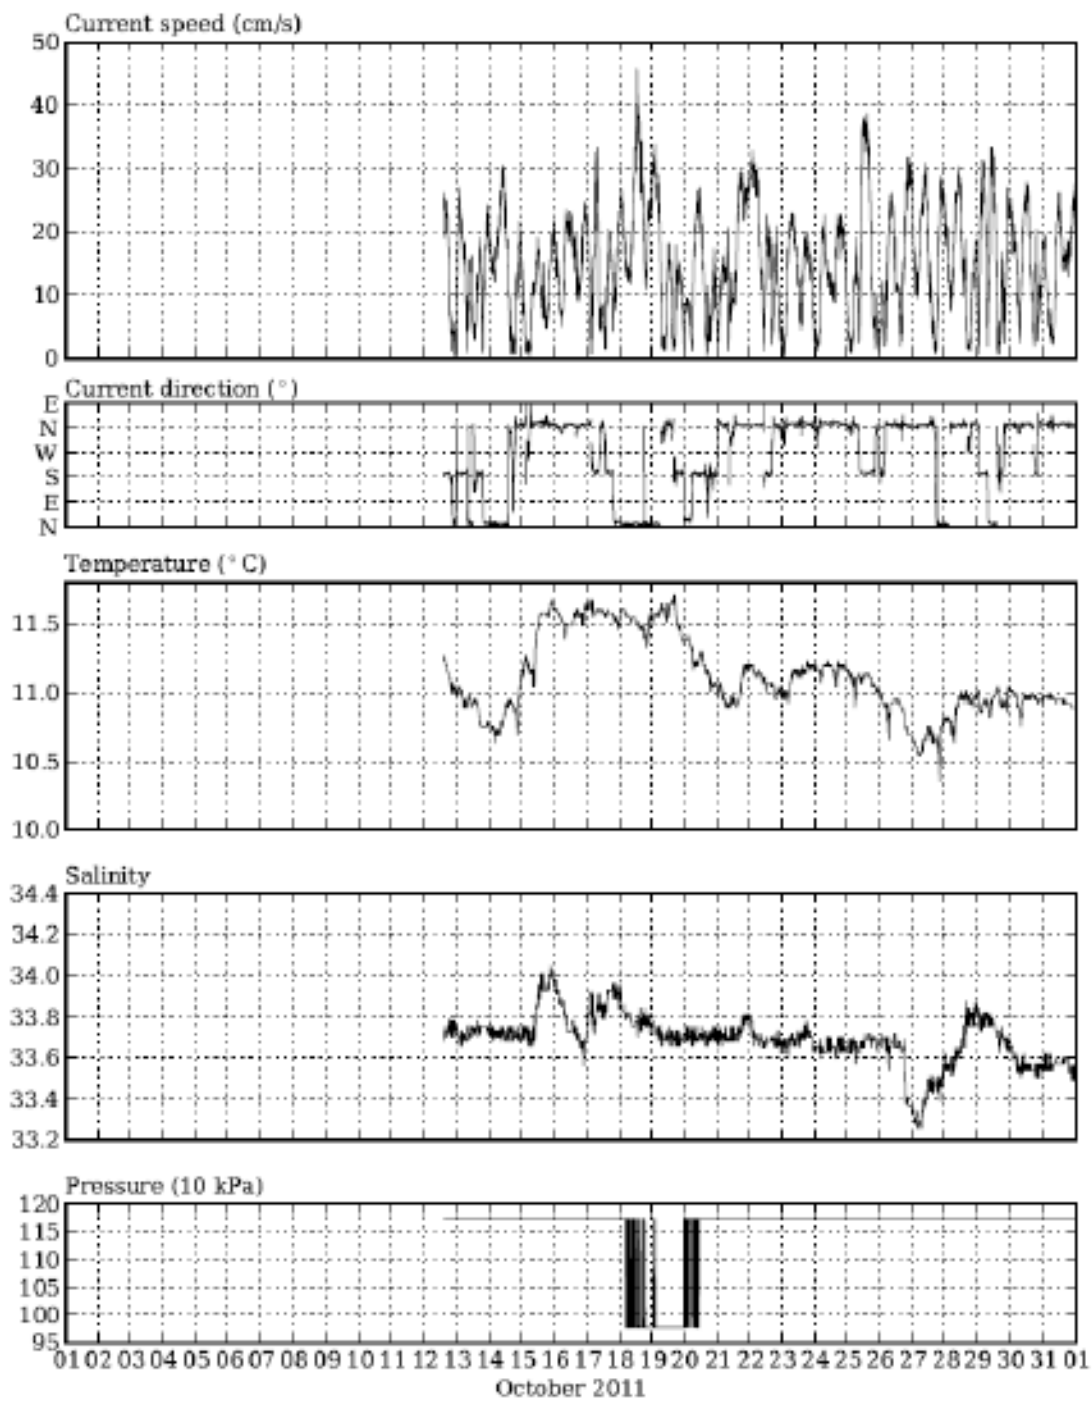 Current speed (cm/s)
50
40
30
20
10
0
Current direction (°)
E
N
W
S
E
N
Temperature (°C)
11.5
11.0
10.5
10.0
Salinity
34.4
34.2
34.0
33.8
33.6
33.4
33.2
Pressure (10 kPa)
120
115
110
105
100
95
01 02 03 04 05 06 07 08 09 10 11 12 13 14 15 16 17 18 19 20 21 22 23 24 25 26 27 28 29 30 31 01
October 2011